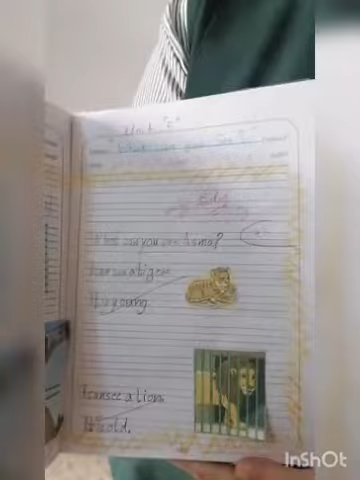 Unit "5"
What can you see?
What can you see Asma?
I can see a tiger.
It is young.
I can see a Lion.
It is old.
InShOt